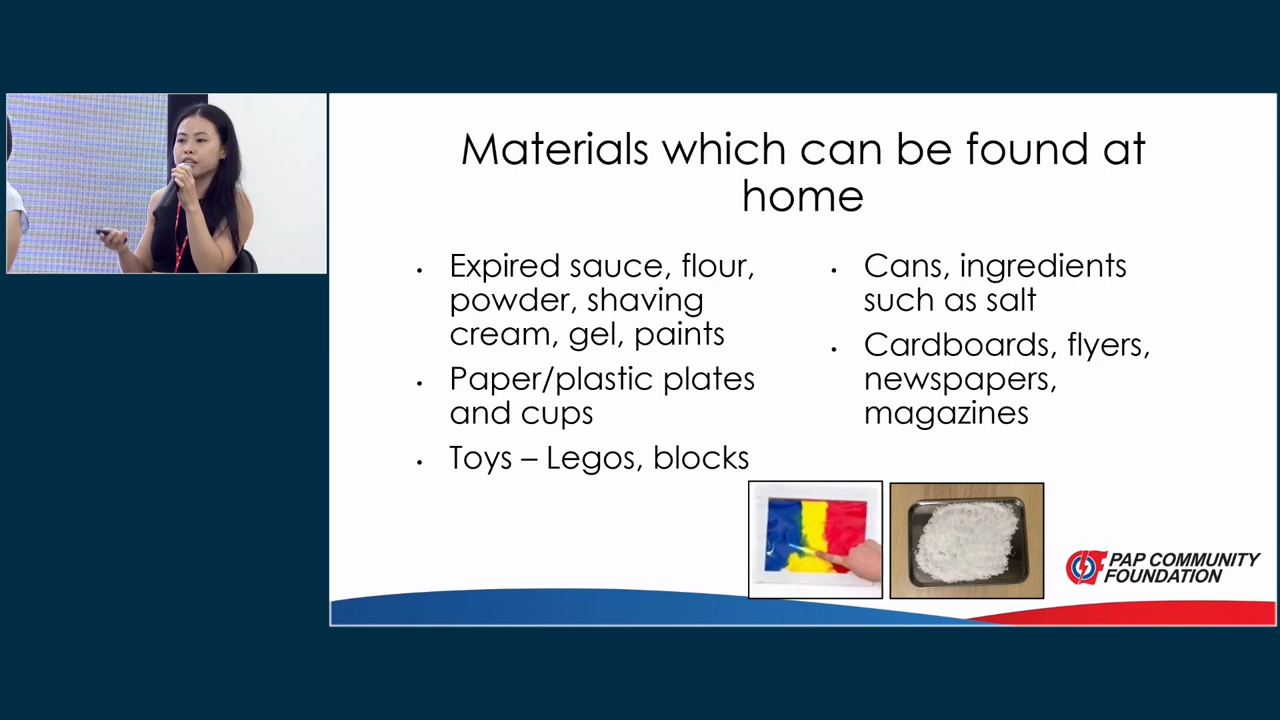 Materials which can be found at
home
• Expired sauce, flour,
powder, shaving
cream, gel, paints
• Paper/plastic plates
and cups
• Toys – Legos, blocks
• Cans, ingredients
such as salt
• Cardboards, flyers,
newspapers,
magazines
PAP COMMUNITY
FOUNDATION